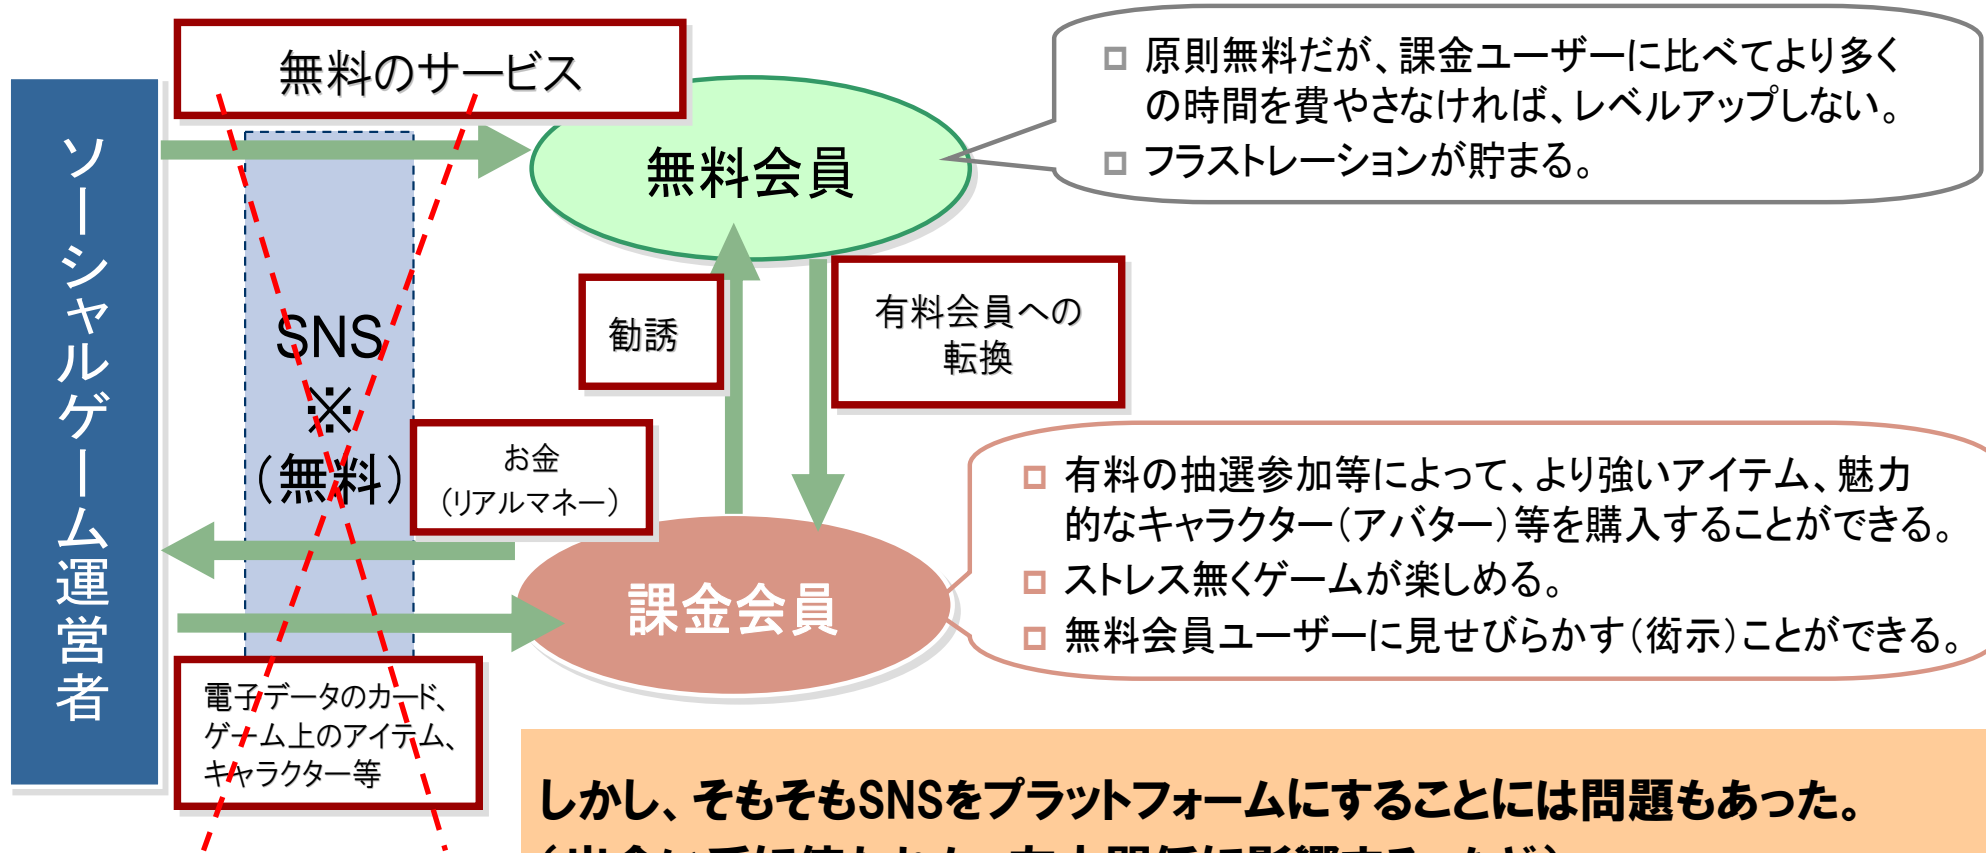 無料のサービス
ソーシャルゲーム運営者
SNS
※
（無料）
無料会員
□ 原則無料だが、課金ユーザーに比べてより多く
の時間を費やさなければ、レベルアップしない。
□ フラストレーションが貯まる。
勧誘
有料会員への
転換
お金
（リアルマネー）
課金会員
□ 有料の抽選参加等によって、より強いアイテム、魅力
的なキャラクター（アバター）等を購入することができる。
□ ストレス無くゲームが楽しめる。
□ 無料会員ユーザーに見せびらかす（衒示）ことができる。
電子データのカード、
ゲーム上のアイテム、
キャラクター等
しかし、そもそもSNSをプラットフォームにすることには問題もあった。